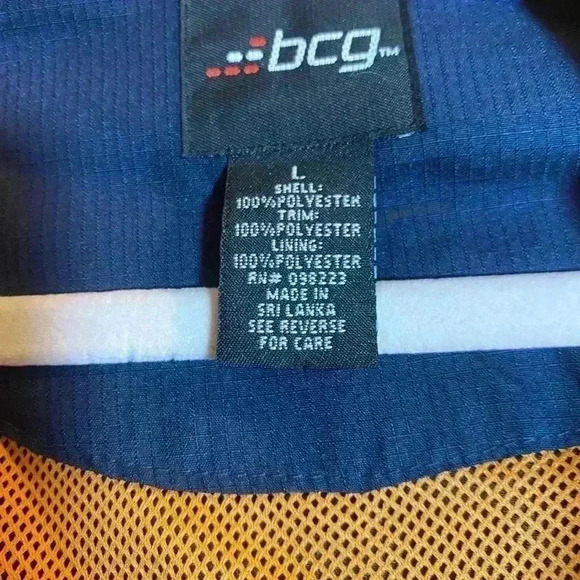 bcg™
L
SHELL:
100%POLYESTER
TRIM:
100%POLYESTER
LINING:
100%POLYESTER
RN# 098223
MADE IN
SRI LANKA
SEE REVERSE
FOR CARE